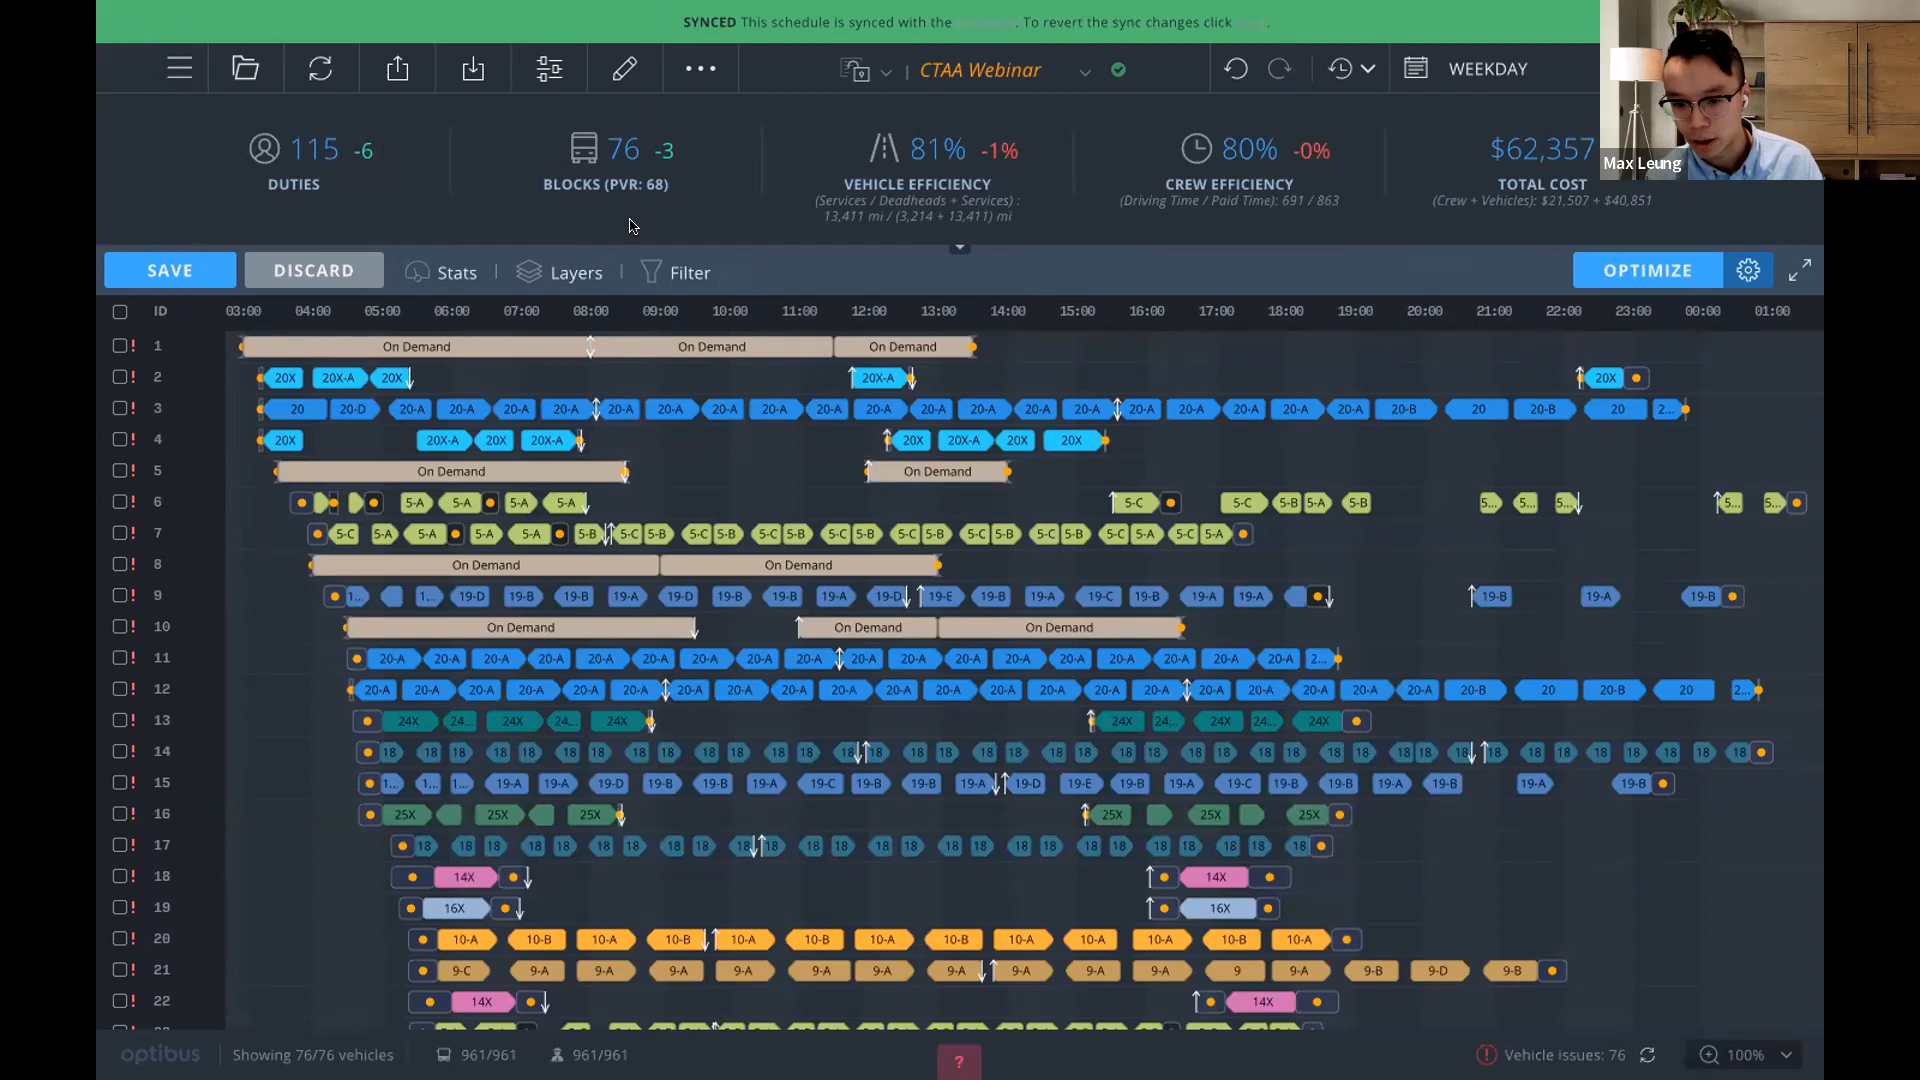 SYNCED This schedule is synced with the . To revert the sync changes click .
CTAA Webinar
WEEKDAY
Max Leung
115 -6
DUTIES
76 -3
BLOCKS (PVR: 68)
81% -1%
VEHICLE EFFICIENCY
(Services / Deadheads + Services) :
13,411 mi / (3,214 + 13,411) mi
80% -0%
CREW EFFICIENCY
(Driving Time / Paid Time): 691 / 863
$62,357
TOTAL COST
(Crew + Vehicles): $21,507 + $40,851
SAVE DISCARD Stats Layers Filter OPTIMIZE
ID 03:00 04:00 05:00 06:00 07:00 08:00 09:00 10:00 11:00 12:00 13:00 14:00 15:00 16:00 17:00 18:00 19:00 20:00 21:00 22:00 23:00 00:00 01:00
! 1 On Demand On Demand On Demand
! 2 20X 20X-A 20X 20X-A 20X
! 3 20 20-D 20-A 20-A 20-A 20-A 20-A 20-A 20-A 20-A 20-A 20-A 20-A 20-A 20-A 20-A 20-A 20-A 20-A 20-A 20-A 20-B 20 20-B 20 2...
! 4 20X 20X-A 20X 20X-A 20X 20X-A 20X 20X
! 5 On Demand On Demand
! 6 5-A 5-A 5-A 5-A 5-C 5-C 5-B 5-A 5-B 5... 5... 5... 5... 5...
! 7 5-C 5-A 5-A 5-A 5-A 5-B 5-C 5-B 5-C 5-B 5-C 5-B 5-C 5-B 5-C 5-B 5-C 5-B 5-C 5-B 5-C 5-A 5-C 5-A
! 8 On Demand On Demand
! 9 1... 1... 19-D 19-B 19-B 19-A 19-D 19-B 19-B 19-A 19-D 19-E 19-B 19-A 19-C 19-B 19-A 19-A 19-B 19-A 19-B
! 10 On Demand On Demand On Demand
! 11 20-A 20-A 20-A 20-A 20-A 20-A 20-A 20-A 20-A 20-A 20-A 20-A 20-A 20-A 20-A 20-A 20-A 20-A 2...
! 12 20-A 20-A 20-A 20-A 20-A 20-A 20-A 20-A 20-A 20-A 20-A 20-A 20-A 20-A 20-A 20-A 20-A 20-A 20-A 20-A 20-A 20-B 20 20-B 20 2...
! 13 24X 24... 24X 24... 24X 24X 24... 24X 24... 24X
! 14 18 18 18 18 18 18 18 18 18 18 18 18 18 18 18 18 18 18 18 18 18 18 18 18 18 18 18 18 18 18 18 18 18 18 18 18 18 18 18
! 15 1... 1... 1... 19-A 19-A 19-D 19-B 19-B 19-A 19-C 19-B 19-B 19-A 19-D 19-E 19-B 19-A 19-C 19-B 19-B 19-A 19-B 19-A 19-B
! 16 25X 25X 25X 25X 25X 25X
! 17 18 18 18 18 18 18 18 18 18 18 18 18 18 18 18 18 18 18 18 18 18 18 18 18 18 18
! 18 14X 14X
! 19 16X 16X
! 20 10-A 10-B 10-A 10-B 10-A 10-B 10-A 10-B 10-A 10-A 10-A 10-B 10-A
! 21 9-C 9-A 9-A 9-A 9-A 9-A 9-A 9-A 9-A 9-A 9-A 9 9-A 9-B 9-D 9-B
! 22 14X 14X
optibus Showing 76/76 vehicles 961/961 961/961 ? Vehicle issues: 76 100%